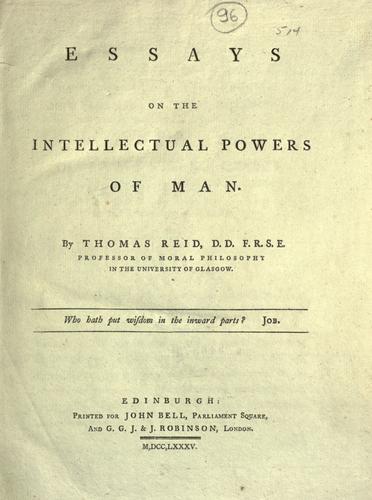 96
514
ESSAYS
ON THE
INTELLECTUAL POWERS
OF MAN.
By THOMAS REID, D.D. F.R.S.E.
PROFESSOR OF MORAL PHILOSOPHY
IN THE UNIVERSITY OF GLASGOW.
Who hath put wiſdom in the inward parts? JOB.
EDINBURGH:
PRINTED FOR JOHN BELL, PARLIAMENT SQUARE,
AND G. G. J. & J. ROBINSON, LONDON.
M,DCC,LXXXV.